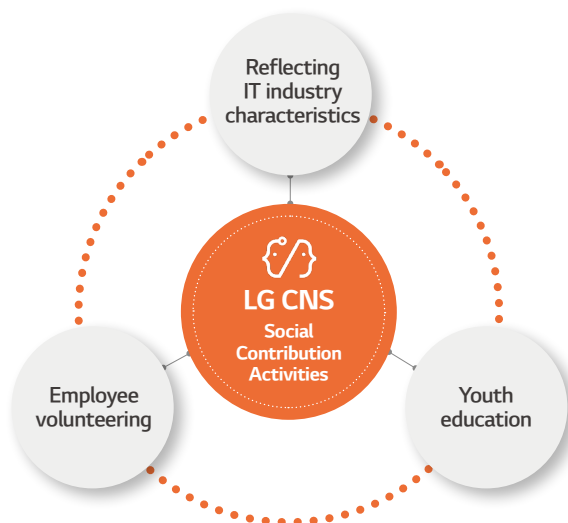 Reflecting
IT industry
characteristics
LG CNS
Social
Contribution
Activities
Employee
volunteering
Youth
education